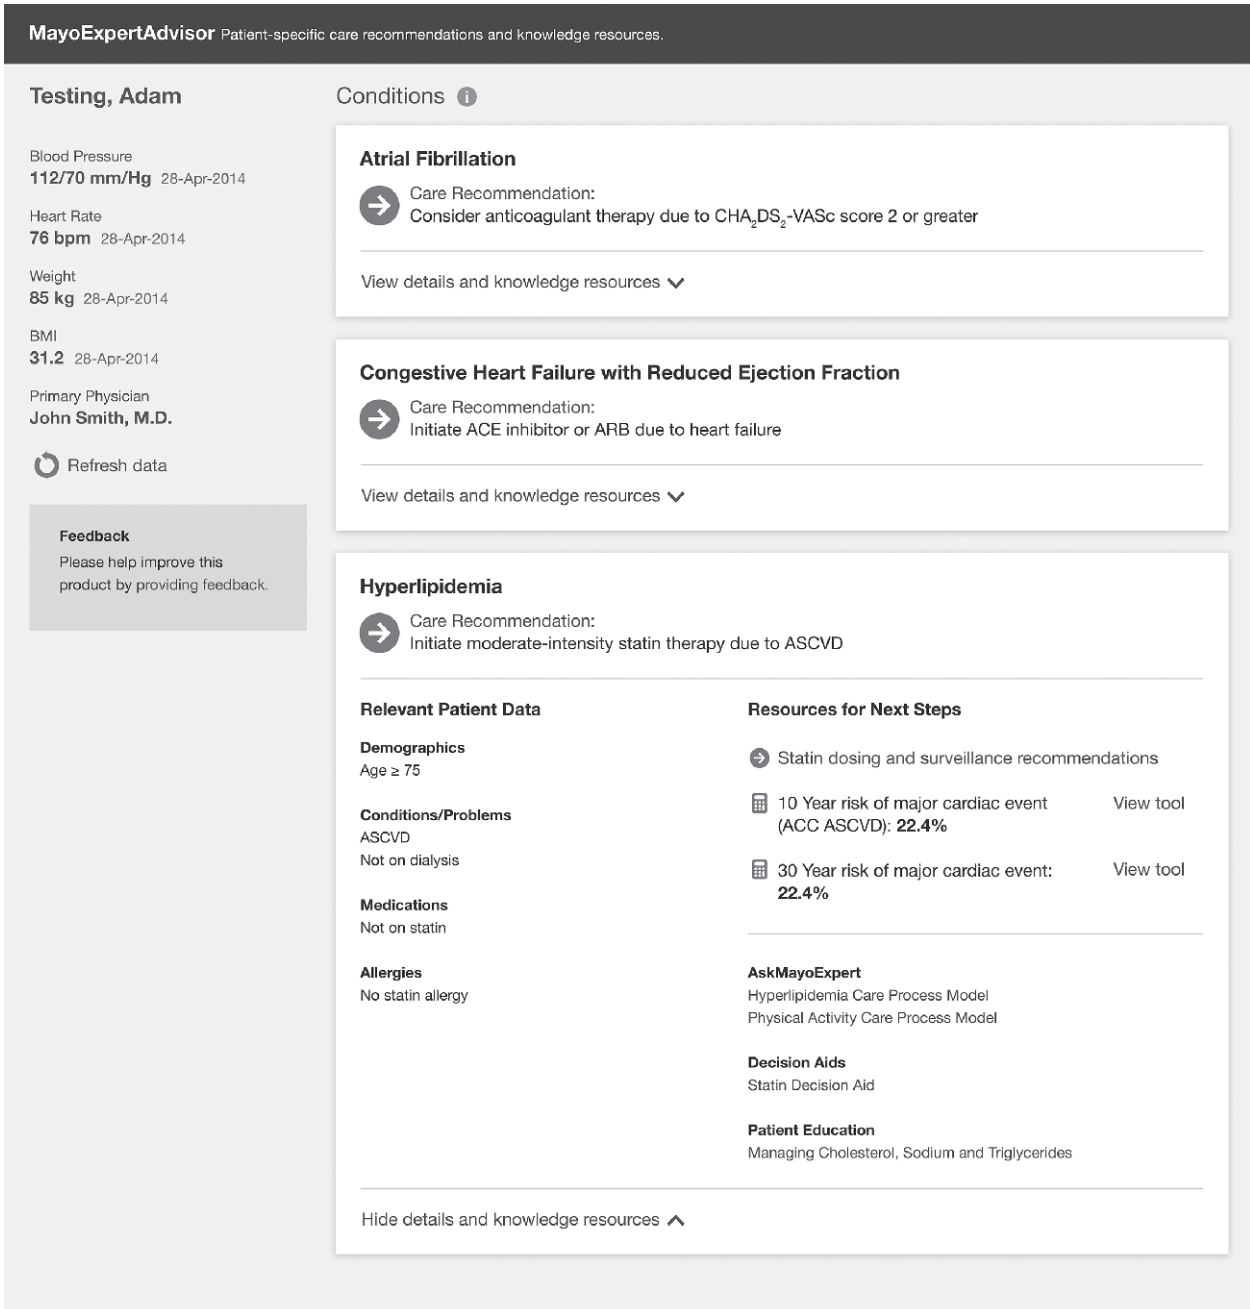 MayoExpertAdvisor Patient-specific care recommendations and knowledge resources.
Testing, Adam
Blood Pressure
112/70 mm/Hg 28-Apr-2014
Heart Rate
76 bpm 28-Apr-2014
Weight
85 kg 28-Apr-2014
BMI
31.2 28-Apr-2014
Primary Physician
John Smith, M.D.
Refresh data
Feedback
Please help improve this
product by providing feedback.
Conditions i
Atrial Fibrillation
Care Recommendation:
Consider anticoagulant therapy due to CHA₂DS₂-VASc score 2 or greater
View details and knowledge resources
Congestive Heart Failure with Reduced Ejection Fraction
Care Recommendation:
Initiate ACE inhibitor or ARB due to heart failure
View details and knowledge resources
Hyperlipidemia
Care Recommendation:
Initiate moderate-intensity statin therapy due to ASCVD
Relevant Patient Data
Demographics
Age ≥ 75
Conditions/Problems
ASCVD
Not on dialysis
Medications
Not on statin
Allergies
No statin allergy
Resources for Next Steps
Statin dosing and surveillance recommendations
10 Year risk of major cardiac event View tool
(ACC ASCVD): 22.4%
30 Year risk of major cardiac event: View tool
22.4%
AskMayoExpert
Hyperlipidemia Care Process Model
Physical Activity Care Process Model
Decision Aids
Statin Decision Aid
Patient Education
Managing Cholesterol, Sodium and Triglycerides
Hide details and knowledge resources